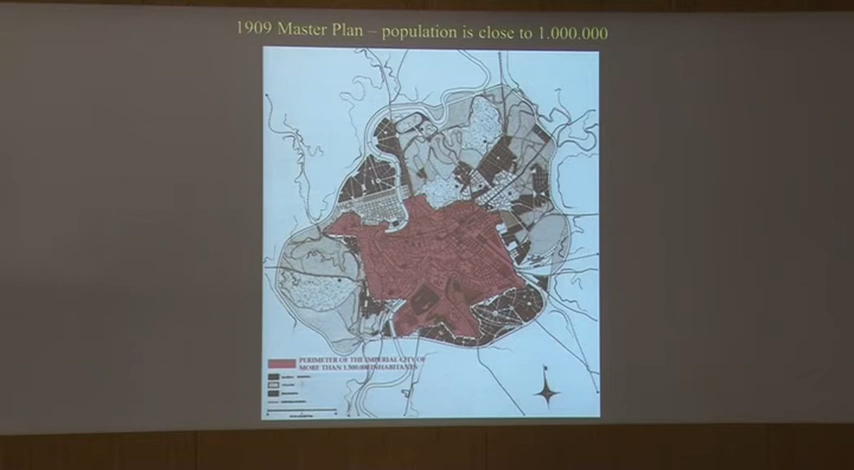 1909 Master Plan – population is close to 1.000.000
PERIMETER OF THE IMPERIAL CITY OF
MORE THAN 1.500.000 INHABITANTS